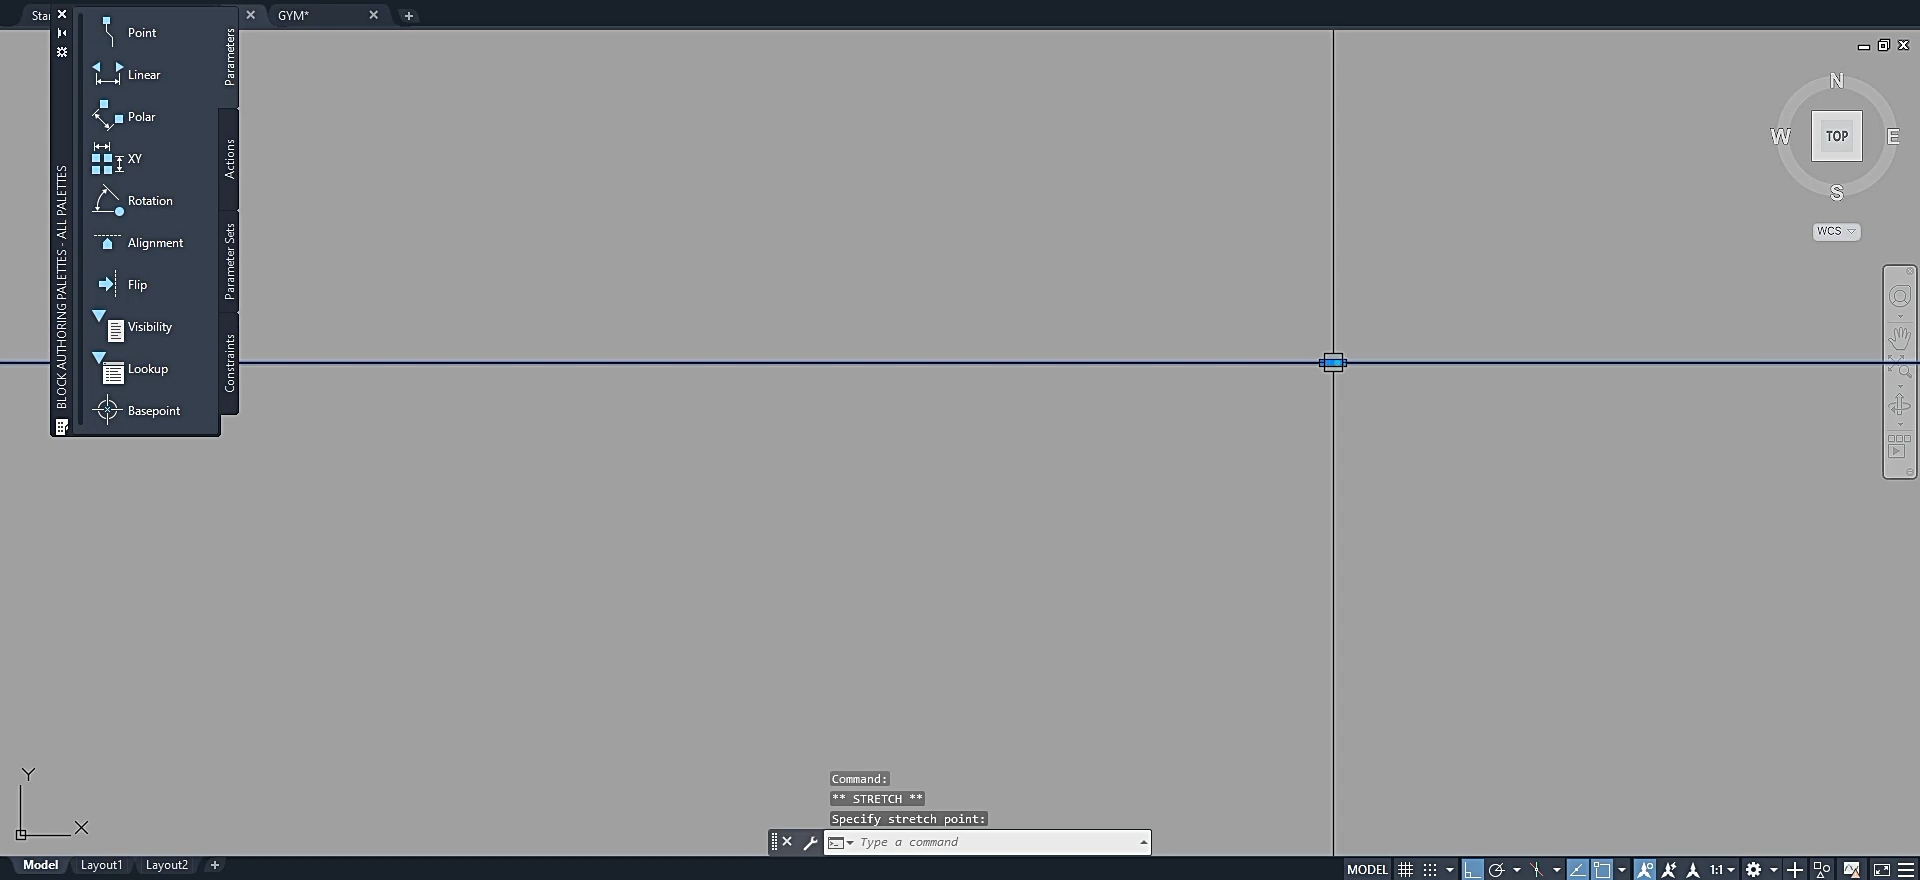 Star
GYM*
BLOCK AUTHORING PALETTES - ALL PALETTES
Point
Linear
Polar
XY
Rotation
Alignment
Flip
Visibility
Lookup
Basepoint
Parameters
Actions
Parameter Sets
Constraints
N
W
TOP
E
S
WCS
Y
X
Command:
** STRETCH **
Specify stretch point:
Type a command
Model
Layout1
Layout2
MODEL
1:1